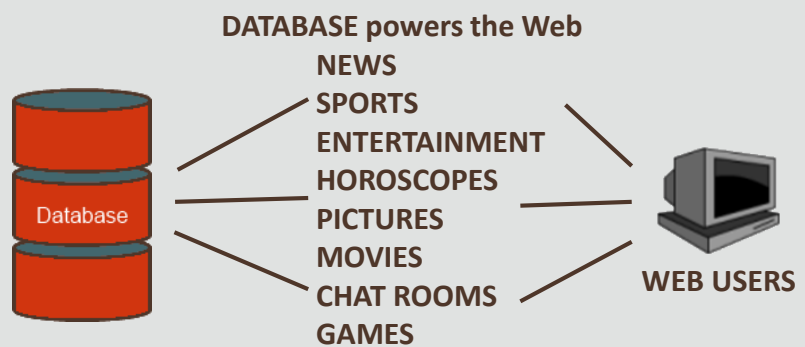 DATABASE powers the Web
NEWS
SPORTS
ENTERTAINMENT
HOROSCOPES
PICTURES
MOVIES
CHAT ROOMS
GAMES
Database
WEB USERS